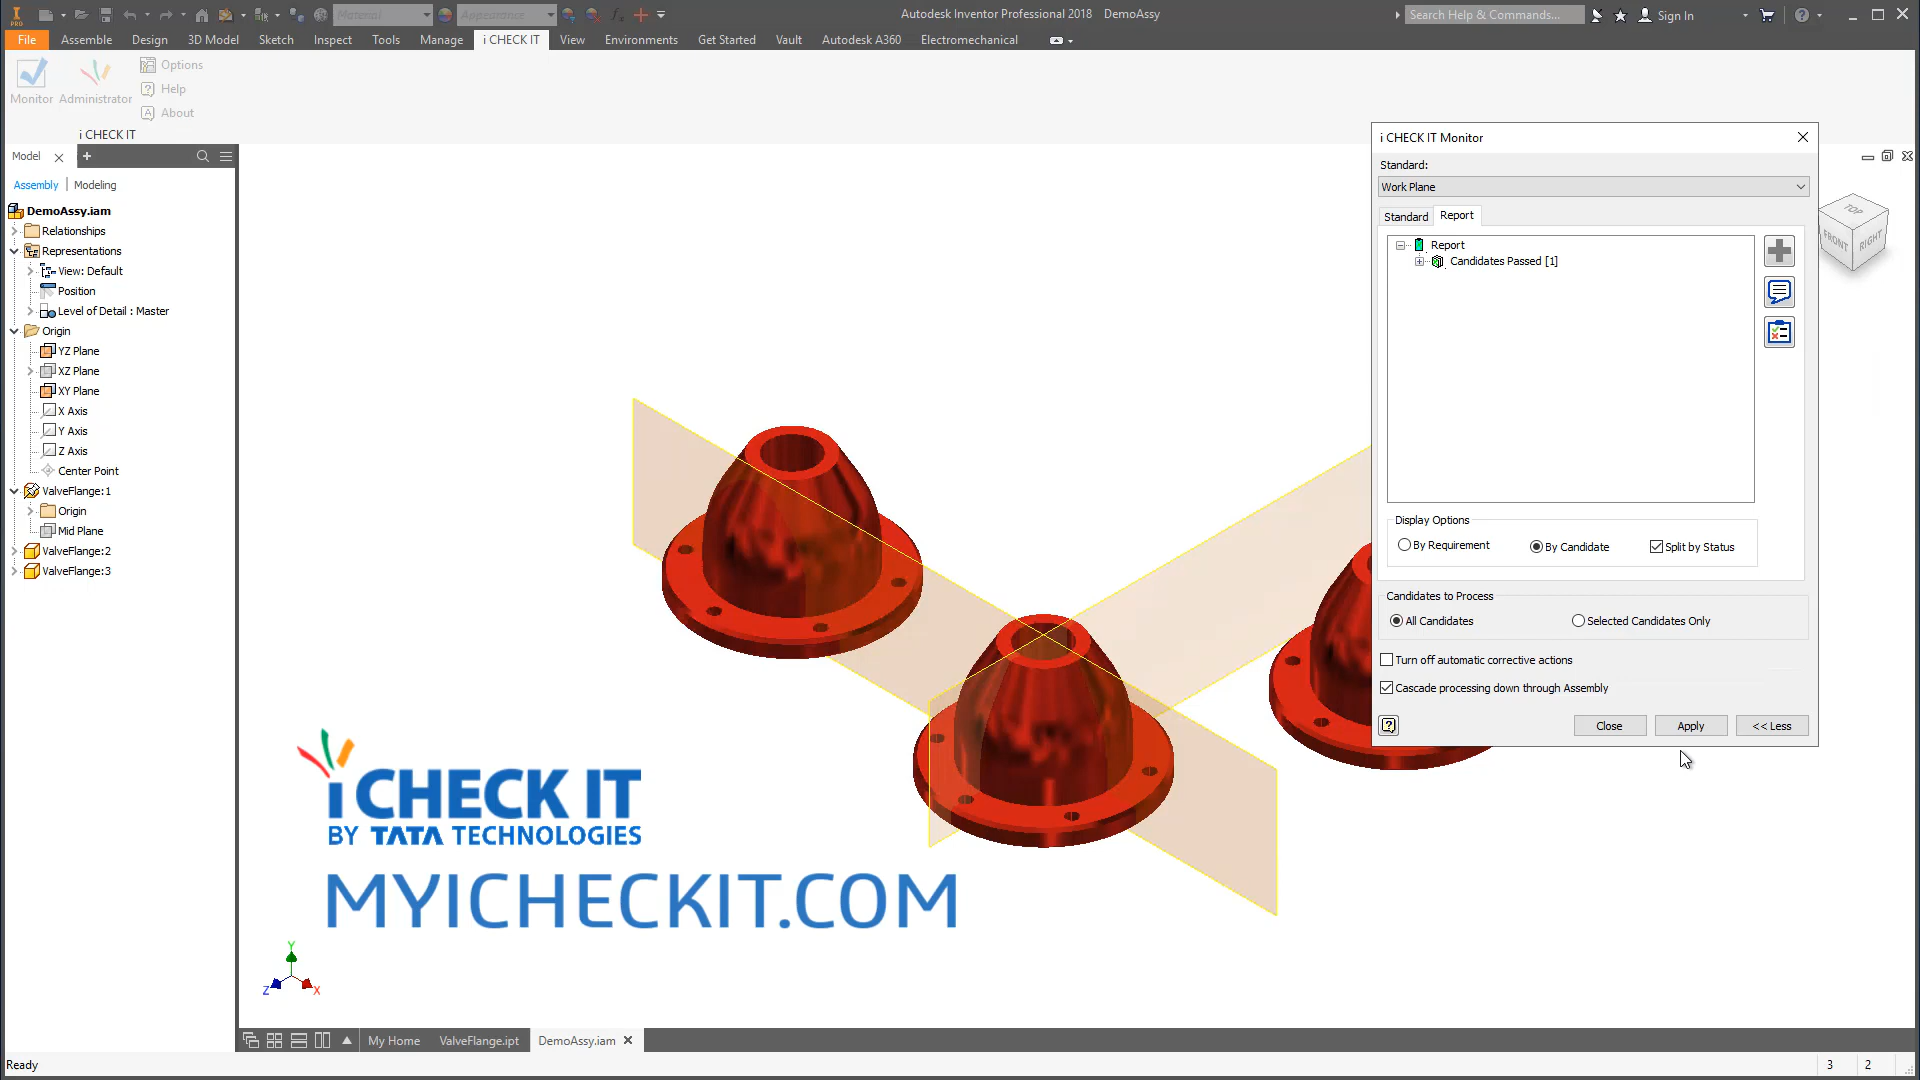 Material
Appearance
Autodesk Inventor Professional 2018 DemoAssy
Search Help & Commands...
Sign In
PRO
File Assemble Design 3D Model Sketch Inspect Tools Manage i CHECK IT View Environments Get Started Vault Autodesk A360 Electromechanical
Monitor
Administrator
Options
Help
About
i CHECK IT
Model
Assembly | Modeling
DemoAssy.iam
Relationships
Representations
View: Default
Position
Level of Detail : Master
Origin
YZ Plane
XZ Plane
XY Plane
X Axis
Y Axis
Z Axis
Center Point
ValveFlange:1
Origin
Mid Plane
ValveFlange:2
ValveFlange:3
i CHECK IT Monitor
Standard:
Work Plane
Standard Report
Report
Candidates Passed [1]
Display Options
By Requirement By Candidate Split by Status
Candidates to Process
All Candidates Selected Candidates Only
Turn off automatic corrective actions
Cascade processing down through Assembly
Close Apply << Less
TOP
FRONT RIGHT
i CHECK IT
BY TATA TECHNOLOGIES
MYICHECKIT.COM
Y
Z X
My Home ValveFlange.ipt DemoAssy.iam
Ready
3 2